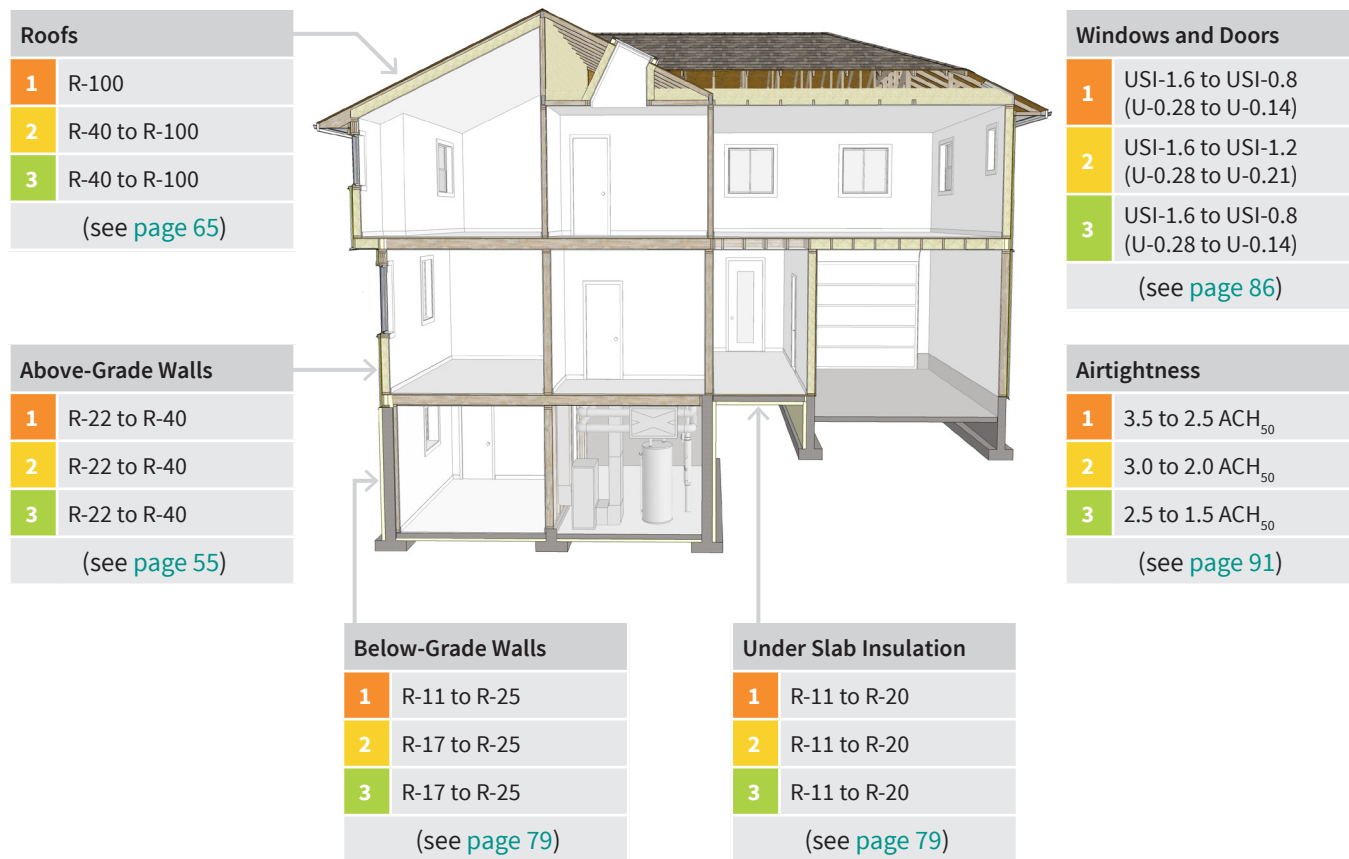 Roofs
1 R-100
2 R-40 to R-100
3 R-40 to R-100
(see page 65)
Above-Grade Walls
1 R-22 to R-40
2 R-22 to R-40
3 R-22 to R-40
(see page 55)
Windows and Doors
1 USI-1.6 to USI-0.8
(U-0.28 to U-0.14)
2 USI-1.6 to USI-1.2
(U-0.28 to U-0.21)
3 USI-1.6 to USI-0.8
(U-0.28 to U-0.14)
(see page 86)
Airtightness
1 3.5 to 2.5 ACH₅₀
2 3.0 to 2.0 ACH₅₀
3 2.5 to 1.5 ACH₅₀
(see page 91)
Below-Grade Walls
1 R-11 to R-25
2 R-17 to R-25
3 R-17 to R-25
(see page 79)
Under Slab Insulation
1 R-11 to R-20
2 R-11 to R-20
3 R-11 to R-20
(see page 79)